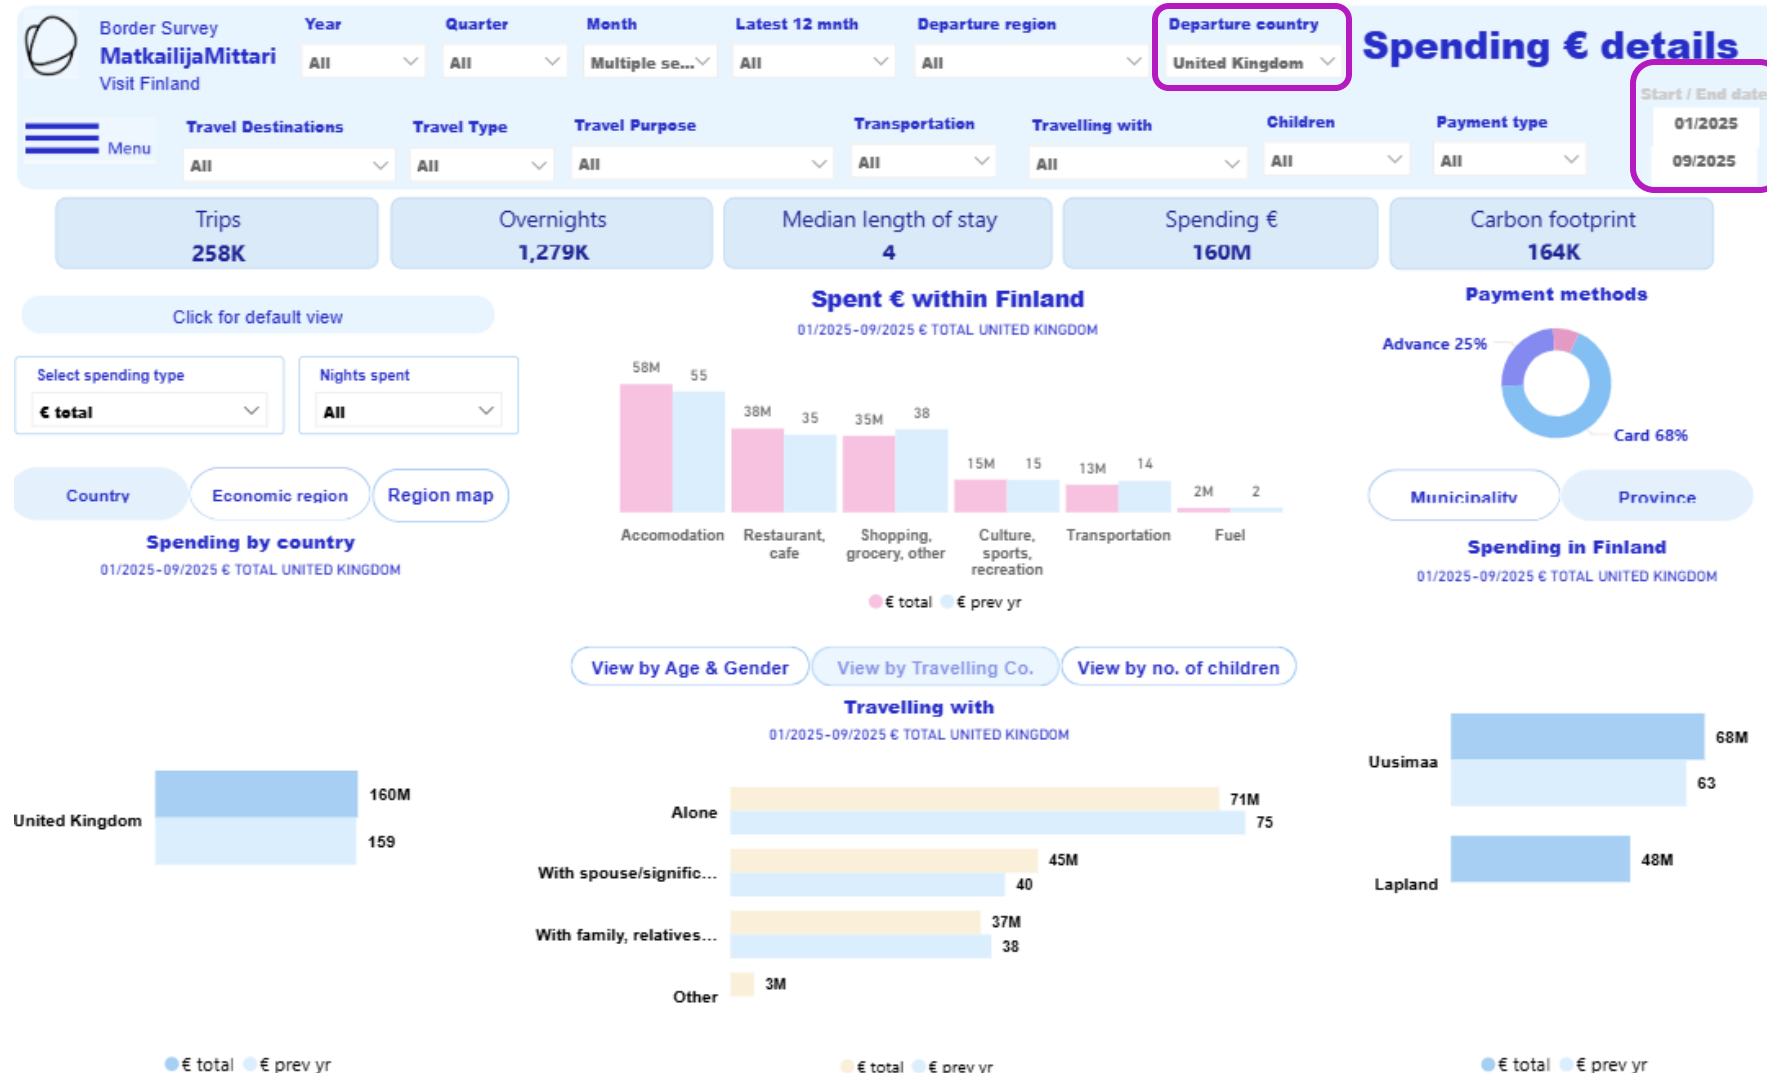 Border Survey
MatkailijaMittari
Visit Finland
Year
All
Quarter
All
Month
Multiple se...
Latest 12 mnth
All
Departure region
All
Departure country
United Kingdom
Spending € details
Start / End date
01/2025
09/2025
Menu
Travel Destinations
All
Travel Type
All
Travel Purpose
All
Transportation
All
Travelling with
All
Children
All
Payment type
All
Trips
258K
Overnights
1,279K
Median length of stay
4
Spending €
160M
Carbon footprint
164K
Click for default view
Select spending type
€ total
Nights spent
All
Country
Economic region
Region map
Spending by country
01/2025-09/2025 € TOTAL UNITED KINGDOM
United Kingdom
160M
159
€ total
€ prev yr
Spent € within Finland
01/2025-09/2025 € TOTAL UNITED KINGDOM
58M
55
38M
35
35M
38
15M
15
13M
14
2M
2
Accomodation
Restaurant,
cafe
Shopping,
grocery, other
Culture,
sports,
recreation
Transportation
Fuel
€ total
€ prev yr
View by Age & Gender
View by Travelling Co.
View by no. of children
Travelling with
01/2025-09/2025 € TOTAL UNITED KINGDOM
Alone
71M
75
With spouse/signific...
45M
40
With family, relatives...
37M
38
Other
3M
€ total
€ prev yr
Payment methods
Advance 25%
Card 68%
Municipality
Province
Spending in Finland
01/2025-09/2025 € TOTAL UNITED KINGDOM
Uusimaa
68M
63
Lapland
48M
€ total
€ prev yr